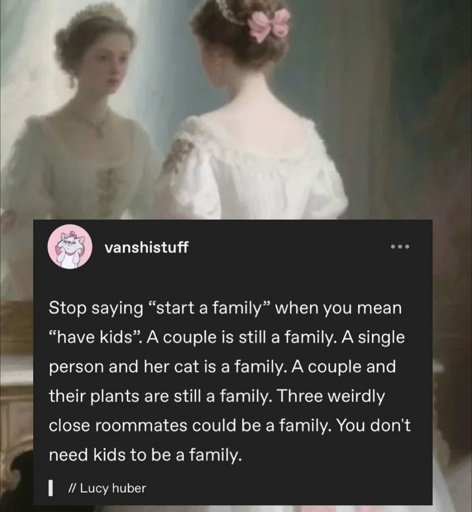 vanshistuff
Stop saying “start a family” when you mean
“have kids”. A couple is still a family. A single
person and her cat is a family. A couple and
their plants are still a family. Three weirdly
close roommates could be a family. You don't
need kids to be a family.
// Lucy huber